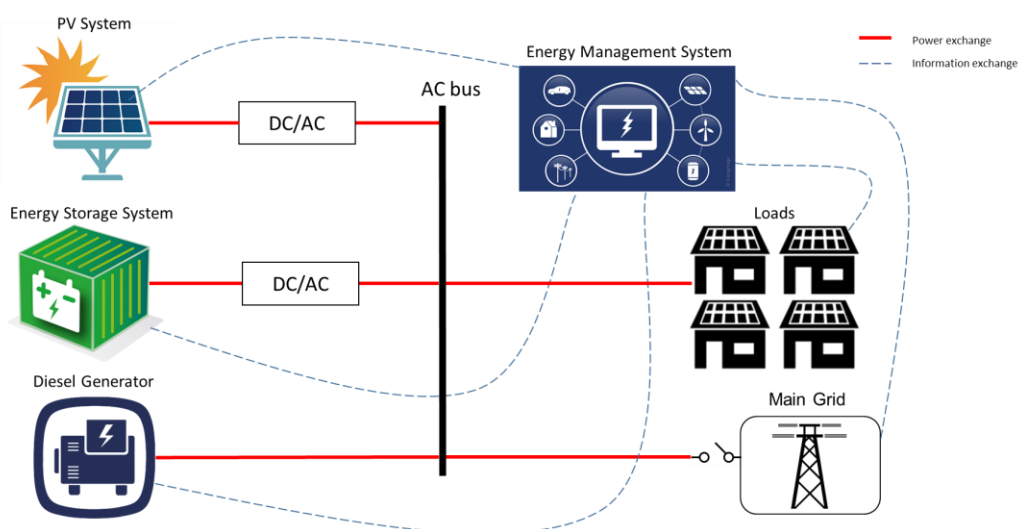 PV System
Energy Management System
Power exchange
Information exchange
AC bus
DC/AC
Energy Storage System
Loads
DC/AC
Diesel Generator
Main Grid